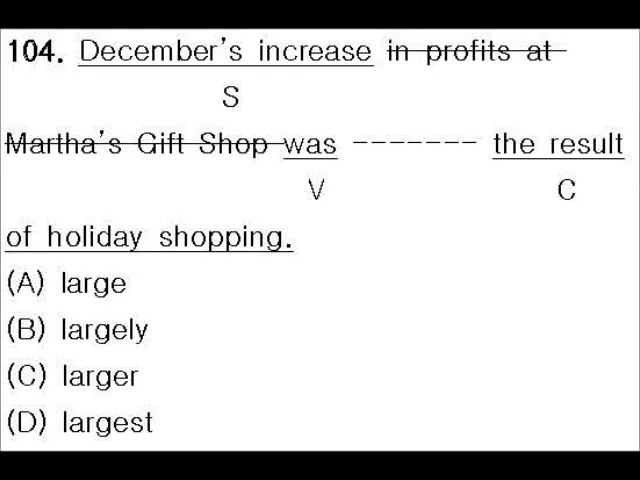 104. December's increase in profits at
S
Martha's Gift Shop was ------- the result
V C
of holiday shopping.
(A) large
(B) largely
(C) larger
(D) largest